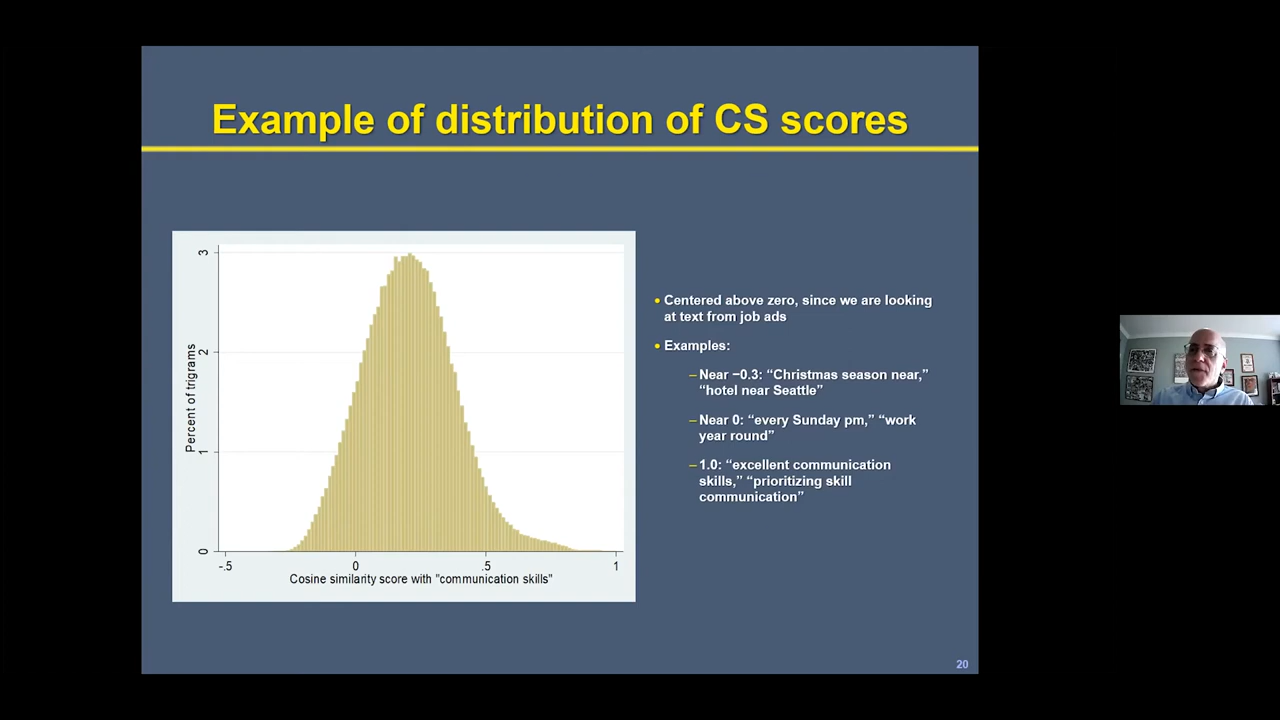 Example of distribution of CS scores
3
2
1
0
Percent of trigrams
-.5
0
.5
1
Cosine similarity score with "communication skills"
• Centered above zero, since we are looking
at text from job ads
• Examples:
– Near −0.3: “Christmas season near,”
“hotel near Seattle”
– Near 0: “every Sunday pm,” “work
year round”
– 1.0: “excellent communication
skills,” “prioritizing skill
communication”
20